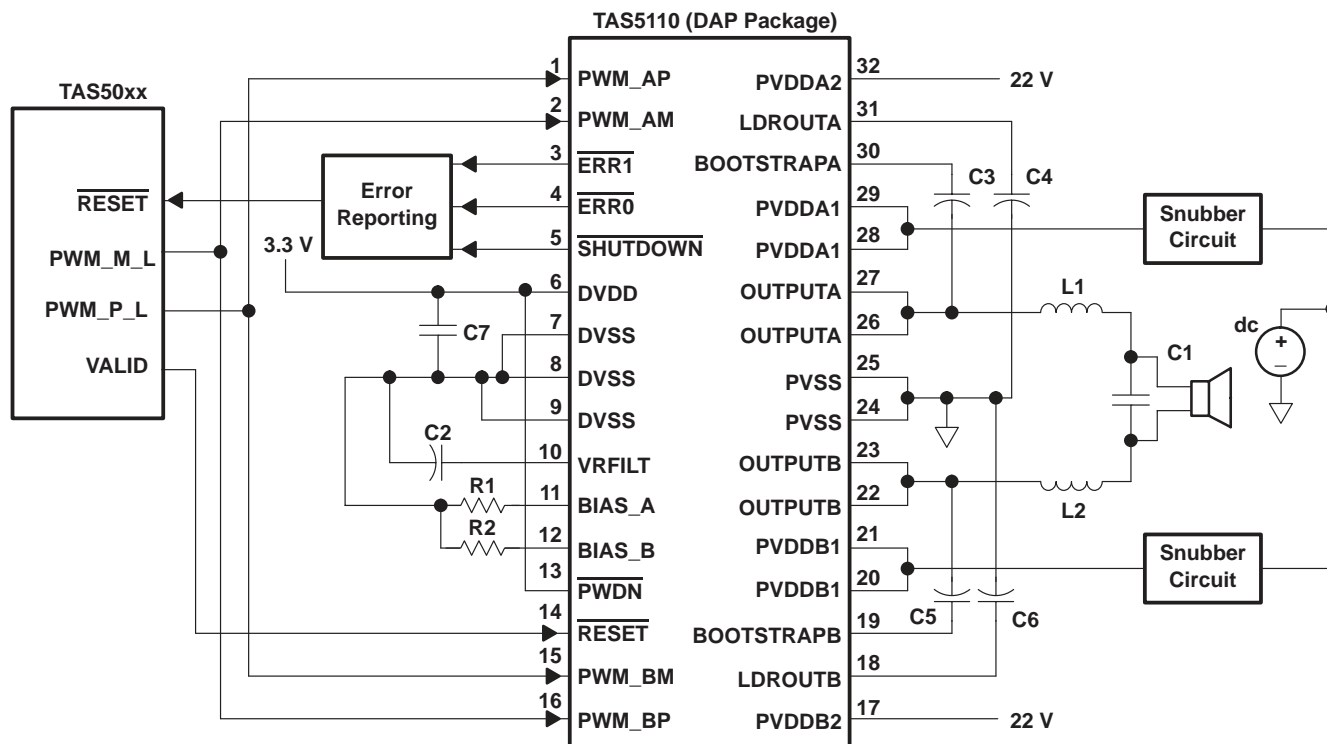 TAS5110 (DAP Package)
TAS50xx
RESET
PWM_M_L
PWM_P_L
VALID
Error
Reporting
3.3 V
C7
C2
R1
R2
1
PWM_AP
2
PWM_AM
3
ERR1
4
ERR0
5
SHUTDOWN
6
DVDD
7
DVSS
8
DVSS
9
DVSS
10
VRFILT
11
BIAS_A
12
BIAS_B
13
PWDN
14
RESET
15
PWM_BM
16
PWM_BP
PVDDA2
32
22 V
LDROUTA
31
BOOTSTRAPA
30
PVDDA1
29
PVDDA1
28
OUTPUTA
27
OUTPUTA
26
PVSS
25
PVSS
24
OUTPUTB
23
OUTPUTB
22
PVDDB1
21
PVDDB1
20
BOOTSTRAPB
19
LDROUTB
18
PVDDB2
17
22 V
C3
C4
Snubber
Circuit
L1
C1
dc
+
–
L2
Snubber
Circuit
C5
C6